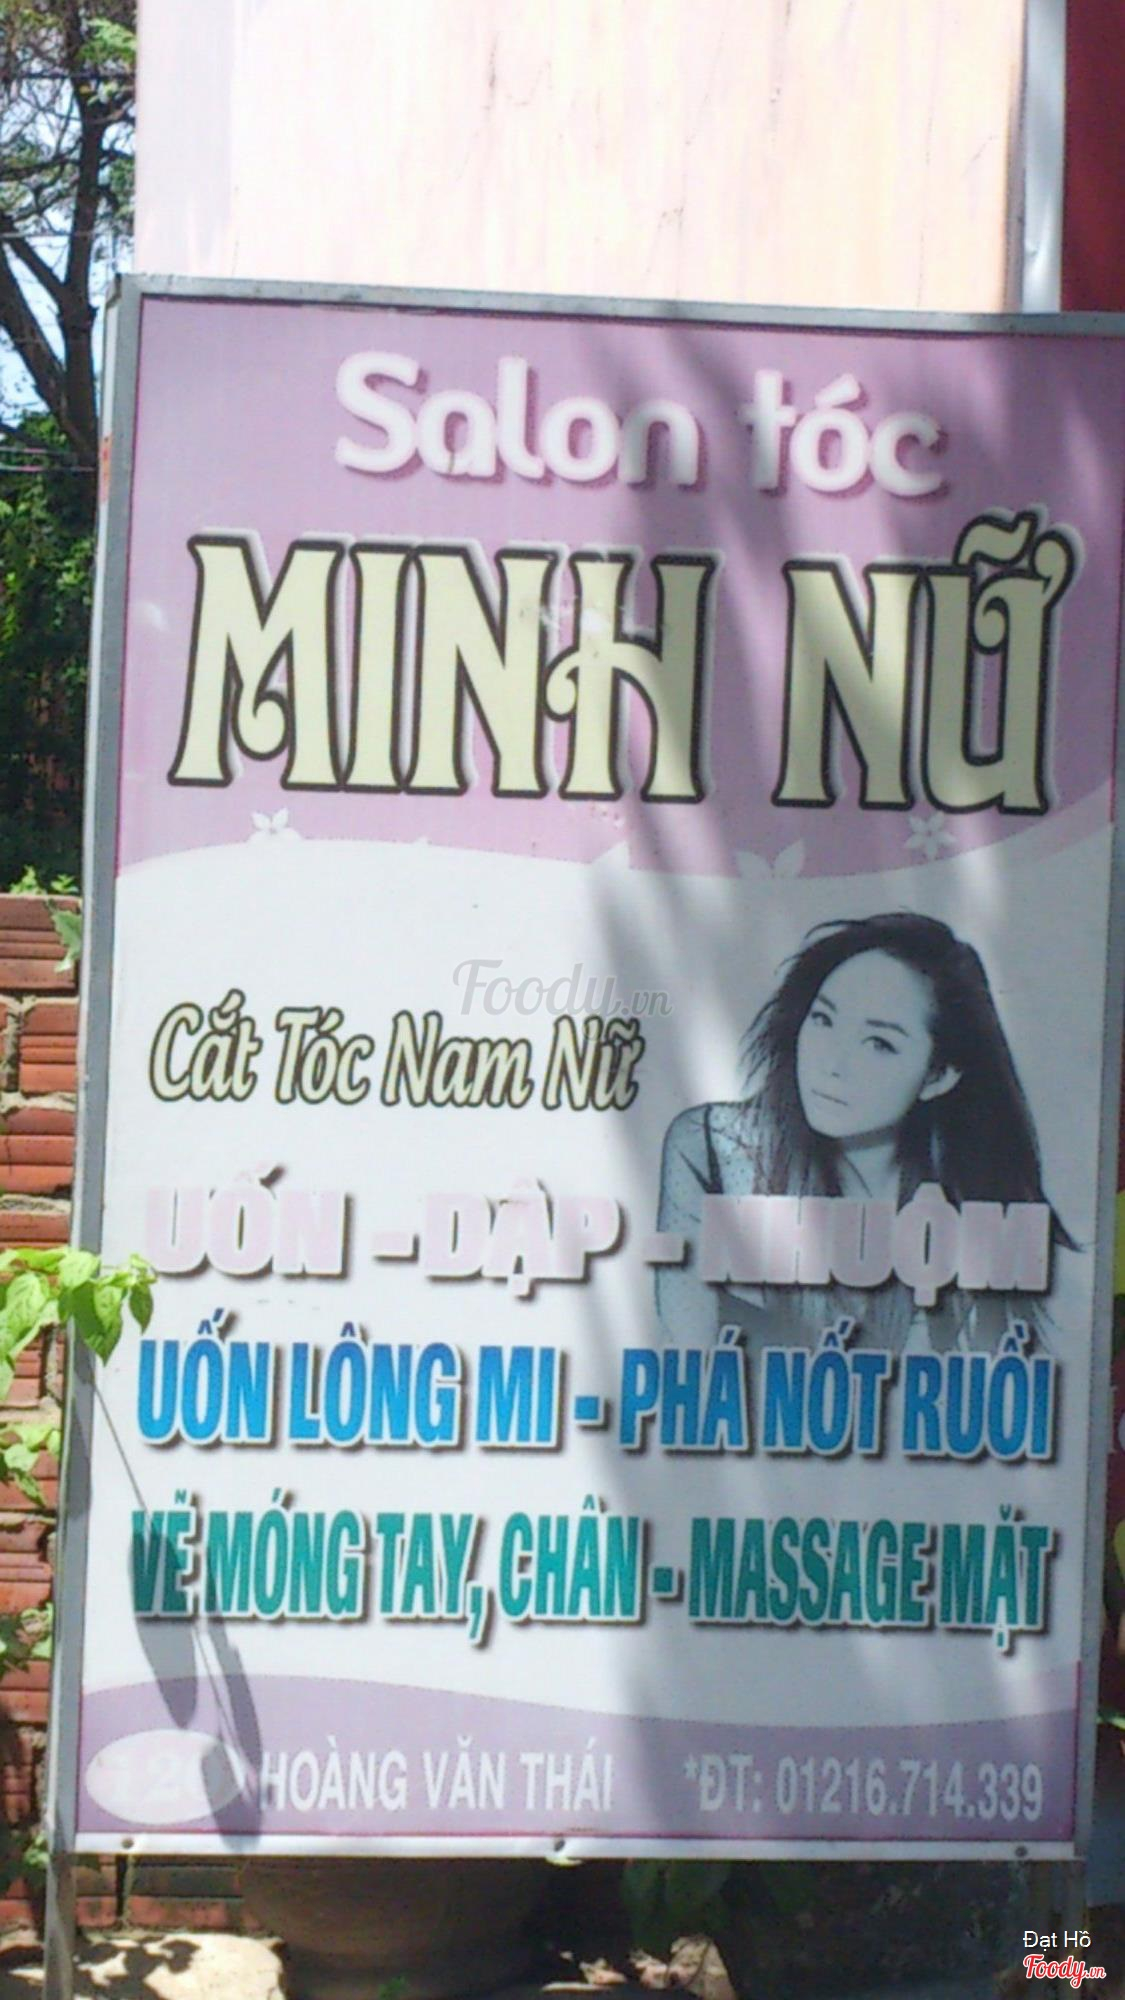 Salon tóc
MINH NỮ
Foody.vn
Cắt Tóc Nam Nữ
UỐN - DẬP - NHUỘM
UỐN LÔNG MI - PHÁ NỐT RUỒI
VẼ MÓNG TAY, CHÂN - MASSAGE MẶT
HOÀNG VĂN THÁI *ĐT: 01216.714.339
Đạt Hồ
Foody.vn